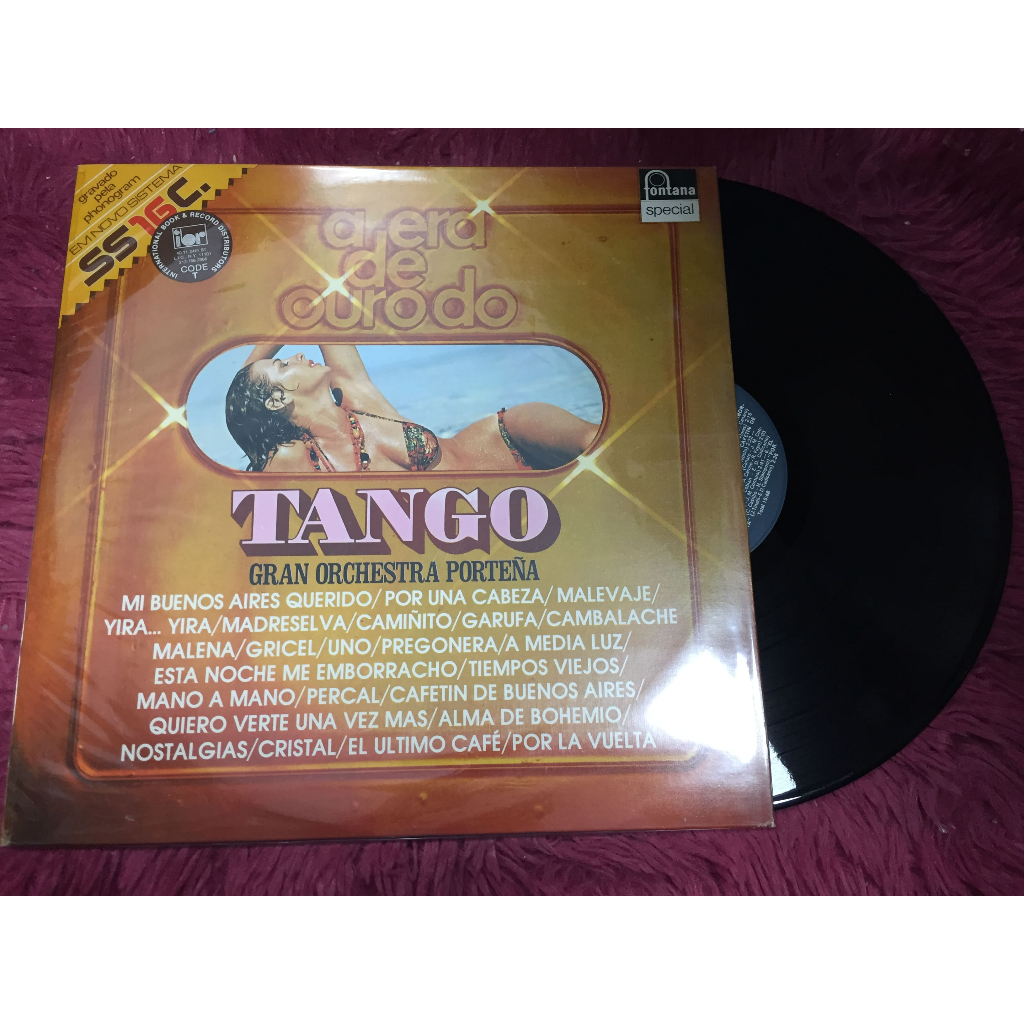 gravado
pela
phonogram
EM NOVO SISTEMA
SS 16 C.
INTERNATIONAL BOOK & RECORD DISTRIBUTORS
ibr
CODE
T
fontana
special
a era
de
ouro do
TANGO
GRAN ORCHESTRA PORTEÑA
MI BUENOS AIRES QUERIDO/POR UNA CABEZA/MALEVAJE/
YIRA... YIRA/MADRESELVA/CAMIÑITO/GARUFA/CAMBALACHE
MALENA/GRICEL/UNO/PREGONERA/A MEDIA LUZ/
ESTA NOCHE ME EMBORRACHO/TIEMPOS VIEJOS/
MANO A MANO/PERCAL/CAFETIN DE BUENOS AIRES/
QUIERO VERTE UNA VEZ MAS/ALMA DE BOHEMIO/
NOSTALGIAS/CRISTAL/EL ULTIMO CAFÉ/POR LA VUELTA